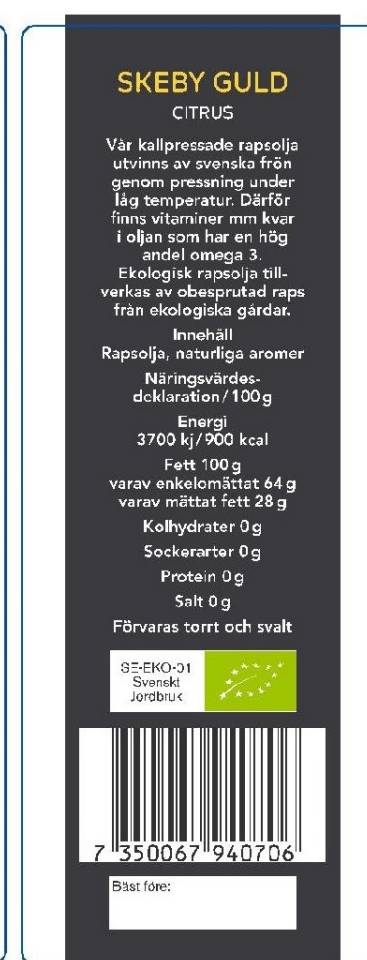 SKEBY GULD
CITRUS
Vår kallpressade rapsolja
utvinns av svenska frön
genom pressning under
låg temperatur. Därför
finns vitaminer mm kvar
i oljan som har en hög
andel omega 3.
Ekologisk rapsolja till-
verkas av obesprutad raps
från ekologiska gårdar.
Innehåll
Rapsolja, naturliga aromer
Näringsvärdes-
deklaration/100g
Energi
3700 kj/900 kcal
Fett 100g
varav enkelomättat 64g
varav mättat fett 28g
Kolhydrater 0g
Sockerarter 0g
Protein 0g
Salt 0g
Förvaras torrt och svalt
SE-EKO-01
Svenskt
Jordbruk
7 350067 940706
Bäst före: